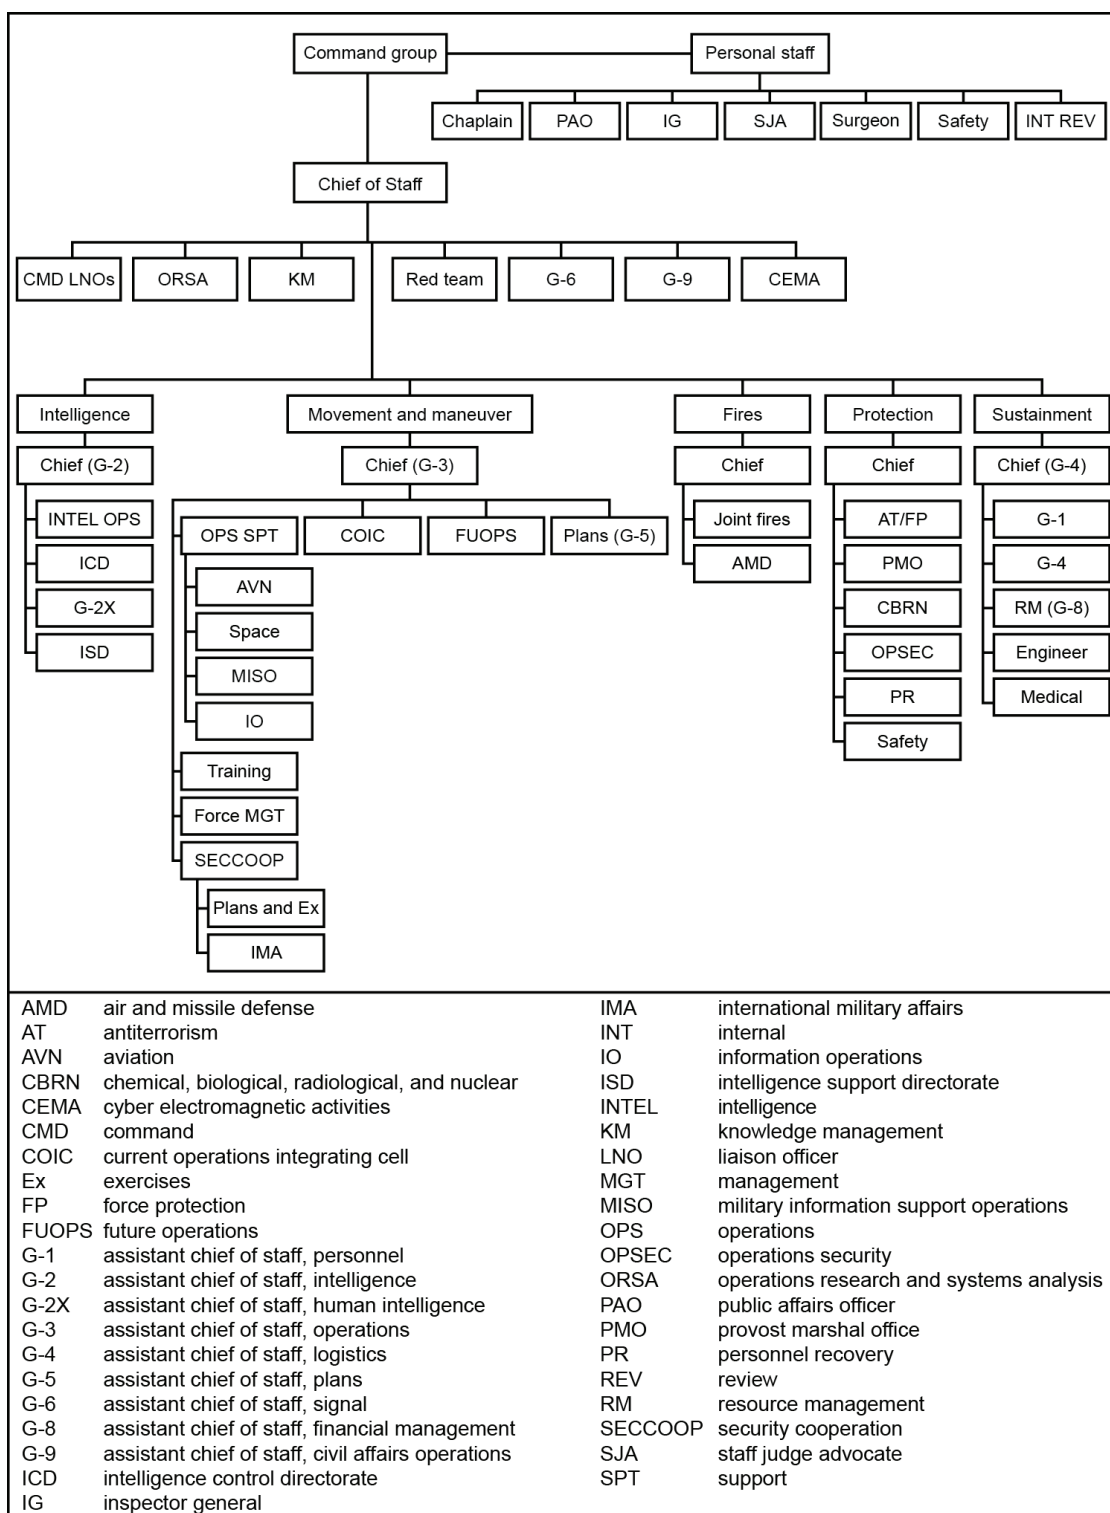 Command group
Personal staff
Chaplain
PAO
IG
SJA
Surgeon
Safety
INT REV
Chief of Staff
CMD LNOs
ORSA
KM
Red team
G-6
G-9
CEMA
Intelligence
Movement and maneuver
Fires
Protection
Sustainment
Chief (G-2)
Chief (G-3)
Chief
Chief
Chief (G-4)
INTEL OPS
ICD
G-2X
ISD
OPS SPT
COIC
FUOPS
Plans (G-5)
AVN
Space
MISO
IO
Training
Force MGT
SECCOOP
Plans and Ex
IMA
Joint fires
AMD
AT/FP
PMO
CBRN
OPSEC
PR
Safety
G-1
G-4
RM (G-8)
Engineer
Medical
AMD air and missile defense
AT antiterrorism
AVN aviation
CBRN chemical, biological, radiological, and nuclear
CEMA cyber electromagnetic activities
CMD command
COIC current operations integrating cell
Ex exercises
FP force protection
FUOPS future operations
G-1 assistant chief of staff, personnel
G-2 assistant chief of staff, intelligence
G-2X assistant chief of staff, human intelligence
G-3 assistant chief of staff, operations
G-4 assistant chief of staff, logistics
G-5 assistant chief of staff, plans
G-6 assistant chief of staff, signal
G-8 assistant chief of staff, financial management
G-9 assistant chief of staff, civil affairs operations
ICD intelligence control directorate
IG inspector general
IMA international military affairs
INT internal
IO information operations
ISD intelligence support directorate
INTEL intelligence
KM knowledge management
LNO liaison officer
MGT management
MISO military information support operations
OPS operations
OPSEC operations security
ORSA operations research and systems analysis
PAO public affairs officer
PMO provost marshal office
PR personnel recovery
REV review
RM resource management
SECCOOP security cooperation
SJA staff judge advocate
SPT support